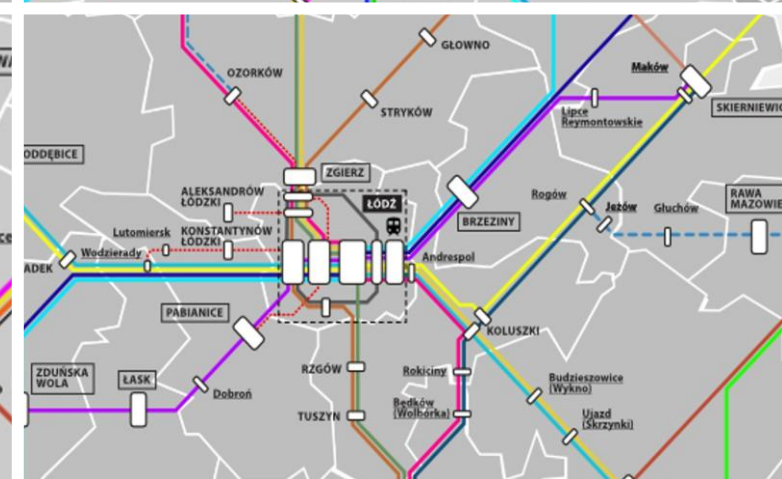 GŁOWNO
OZORKÓW
Maków
SKIERNIEWIC
STRYKÓW
Lipce
Reymontowskie
ODDĘBICE
ZGIERZ
ALEKSANDRÓW
ŁÓDZKI
ŁÓDŹ
Rogów
Jeżów
Głuchów
RAWA
MAZOWIE
BRZEZINY
Lutomiersk
KONSTANTYNÓW
ŁÓDZKI
Wodzierady
Andrespol
ADEK
PABIANICE
KOLUSZKI
ZDUŃSKA
WOLA
ŁASK
Dobroń
RZGÓW
Rokiciny
Budzieszowice
(Wykno)
TUSZYN
Będków
(Wolbórka)
Ujazd
(Skrzynki)